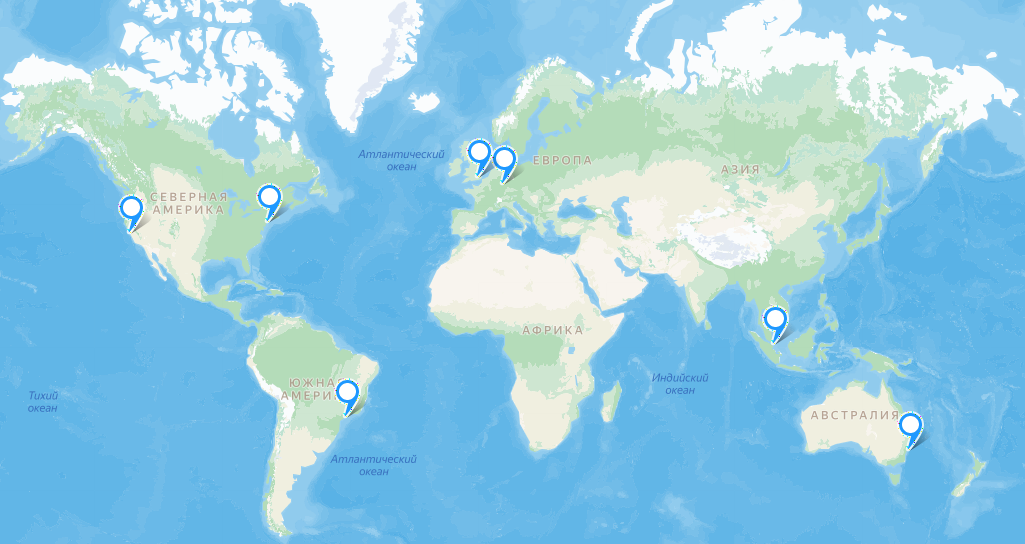 Атлантический
океан
ЕВРОПА
АЗИЯ
СЕВЕРНАЯ
АМЕРИКА
АФРИКА
Индийский
океан
ЮЖНА
АМЕРИ
Тихий
океан
АВСТРАЛИЯ
Атлантический
океан